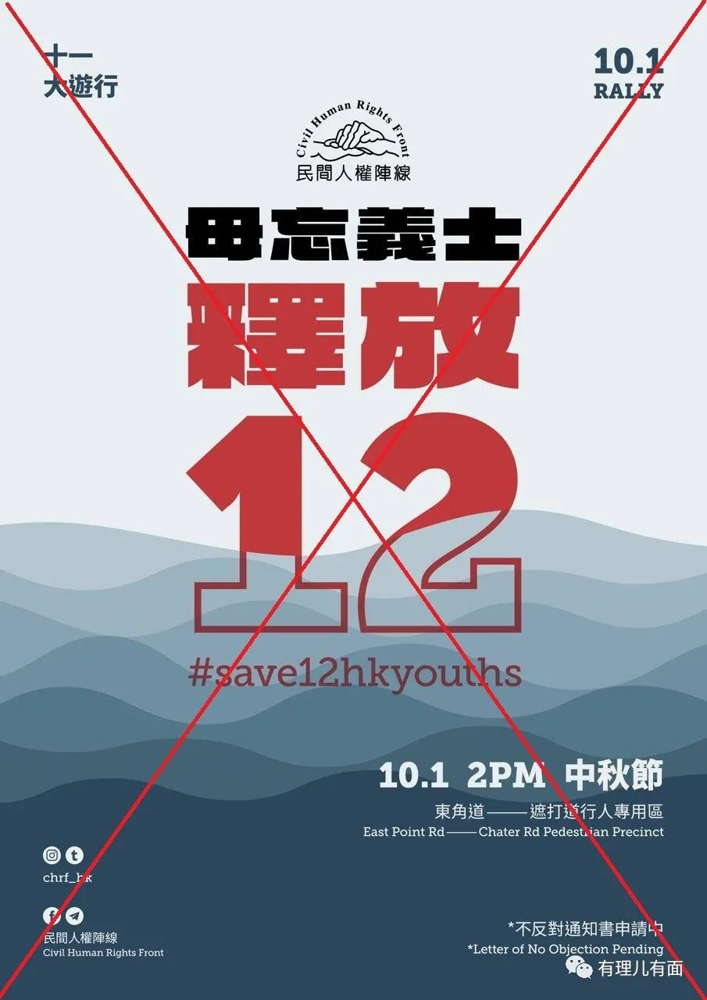 十一
大遊行
10.1
RALLY
Civil Human Rights Front
民間人權陣線
毋忘義士
釋放
12
#save12hkyouths
10.1 2PM 中秋節
東角道——遮打道行人專用區
East Point Rd——Chater Rd Pedestrian Precinct
chrf_hk
民間人權陣線
Civil Human Rights Front
*不反對通知書申請中
*Letter of No Objection Pending
有理儿有面